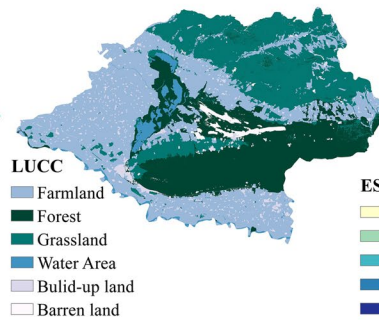 LUCC
Farmland
Forest
Grassland
Water Area
Bulid-up land
Barren land
ES